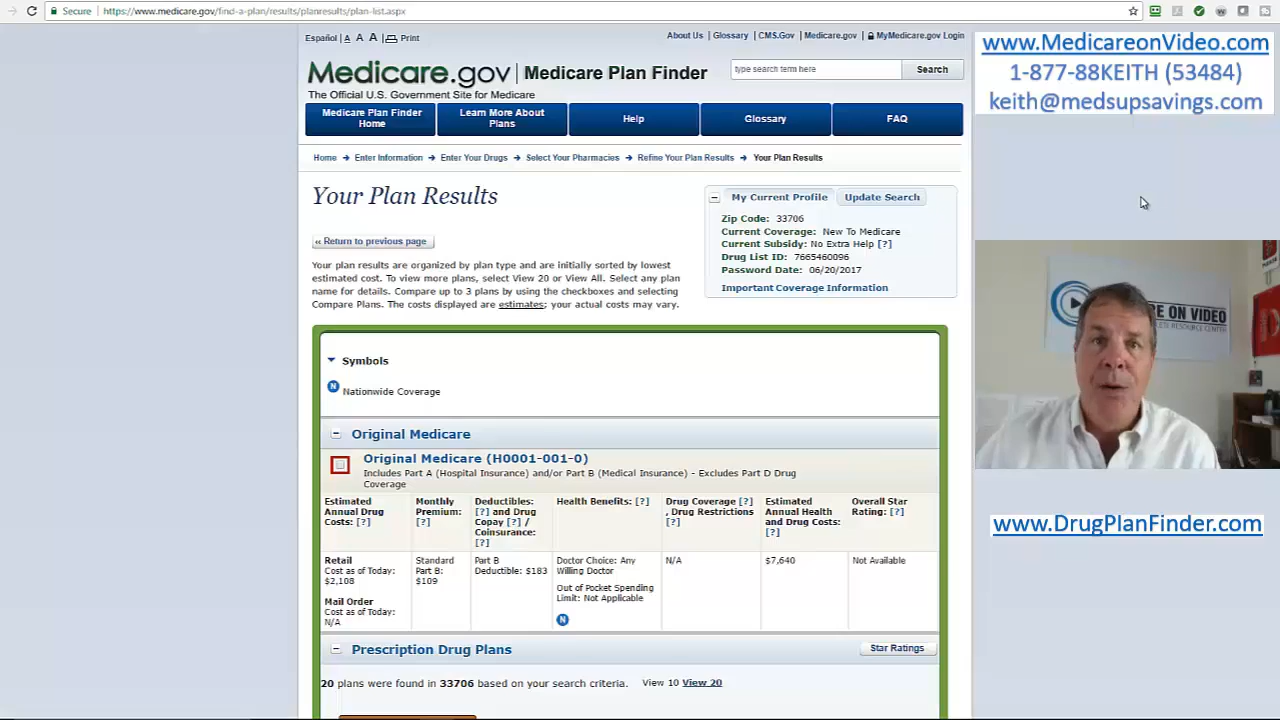 Secure
https://www.medicare.gov/find-a-plan/results/planresults/plan-list.aspx
Español | A A A Print
About Us | Glossary | CMS.Gov | Medicare.gov | MyMedicare.gov Login
www.MedicareonVideo.com
1-877-88KEITH (53484)
keith@medsupsavings.com
Medicare.gov | Medicare Plan Finder
The Official U.S. Government Site for Medicare
type search term here
Search
Medicare Plan Finder
Home
Learn More About
Plans
Help
Glossary
FAQ
Home → Enter Information → Enter Your Drugs → Select Your Pharmacies → Refine Your Plan Results → Your Plan Results
Your Plan Results
« Return to previous page
Your plan results are organized by plan type and are initially sorted by lowest
estimated cost. To view more plans, select View 20 or View All. Select any plan
name for details. Compare up to 3 plans by using the checkboxes and selecting
Compare Plans. The costs displayed are estimates; your actual costs may vary.
My Current Profile
Update Search
Zip Code: 33706
Current Coverage: New To Medicare
Current Subsidy: No Extra Help [?]
Drug List ID: 7665460096
Password Date: 06/20/2017
Important Coverage Information
Symbols
N Nationwide Coverage
Original Medicare
Original Medicare (H0001-001-0)
Includes Part A (Hospital Insurance) and/or Part B (Medical Insurance) - Excludes Part D Drug
Coverage
Estimated
Annual Drug
Costs: [?]
Monthly
Premium:
[?]
Deductibles:
[?] and Drug
Copay [?] /
Coinsurance:
[?]
Health Benefits: [?]
Drug Coverage [?]
, Drug Restrictions
[?]
Estimated
Annual Health
and Drug Costs:
[?]
Overall Star
Rating: [?]
Retail
Cost as of Today:
$2,108
Mail Order
Cost as of Today:
N/A
Standard
Part B:
$109
Part B
Deductible: $183
Doctor Choice: Any
Willing Doctor
Out of Pocket Spending
Limit: Not Applicable
N
N/A
$7,640
Not Available
Prescription Drug Plans
Star Ratings
20 plans were found in 33706 based on your search criteria. View 10 View 20
RE ON VIDEO
RESOURCE CENTER
www.DrugPlanFinder.com